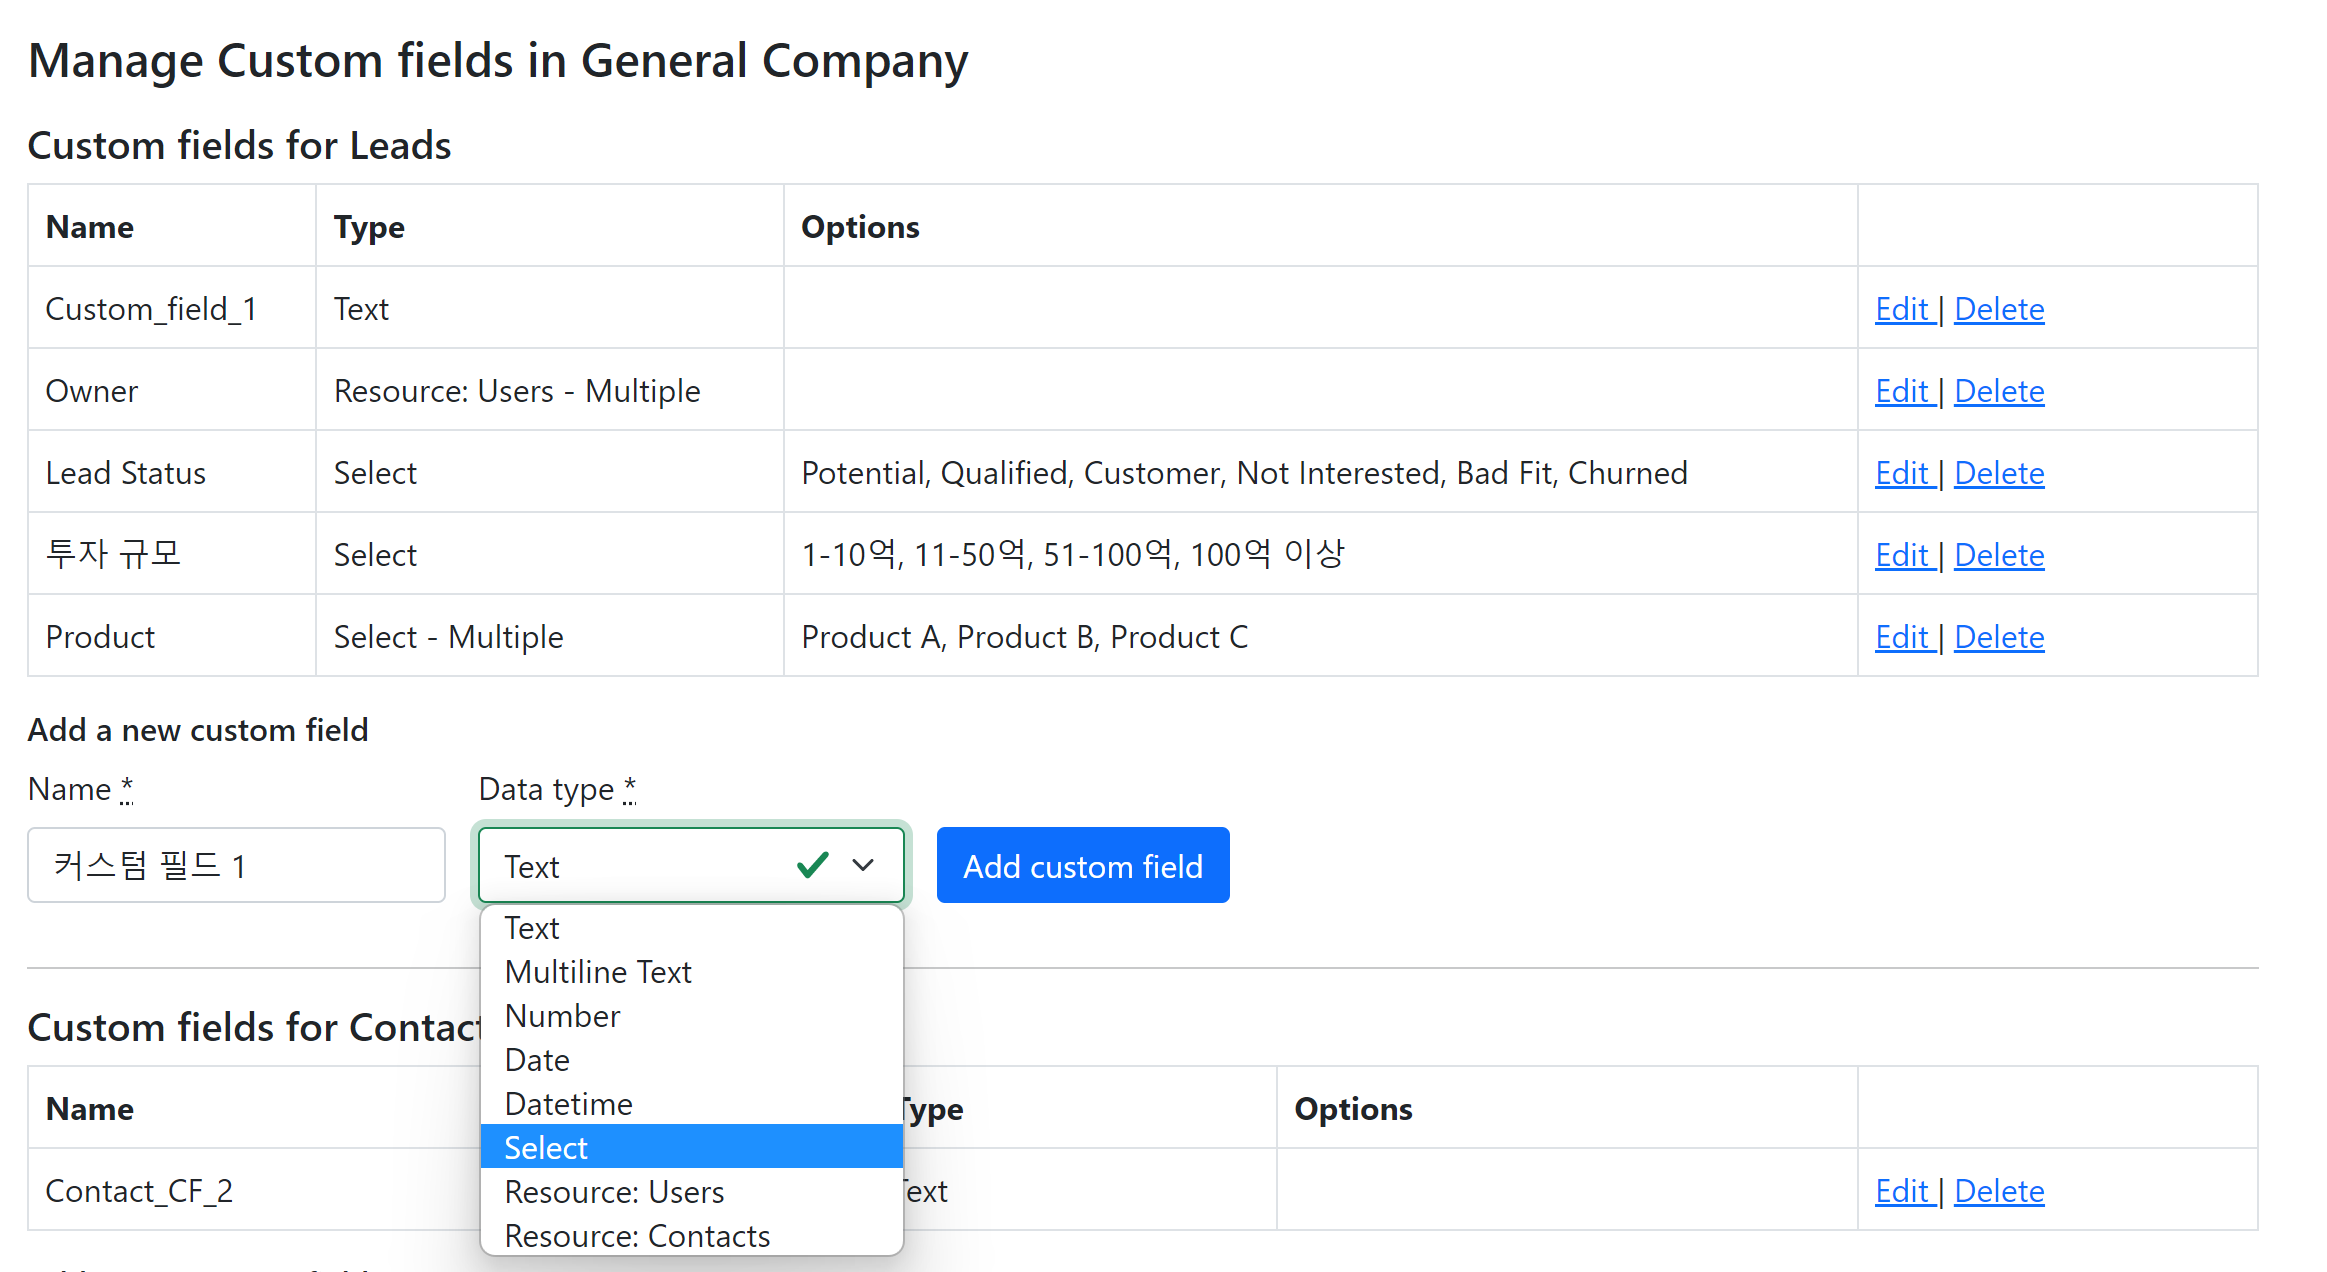 Manage Custom fields in General Company
Custom fields for Leads
Name Type Options
Custom_field_1 Text Edit | Delete
Owner Resource: Users - Multiple Edit | Delete
Lead Status Select Potential, Qualified, Customer, Not Interested, Bad Fit, Churned Edit | Delete
투자 규모 Select 1-10억, 11-50억, 51-100억, 100억 이상 Edit | Delete
Product Select - Multiple Product A, Product B, Product C Edit | Delete
Add a new custom field
Name * Data type *
커스텀 필드 1 Text Add custom field
Text
Multiline Text
Number
Date
Datetime
Select
Resource: Users
Resource: Contacts
Custom fields for Contact
Name Type Options
Contact_CF_2 Text Edit | Delete